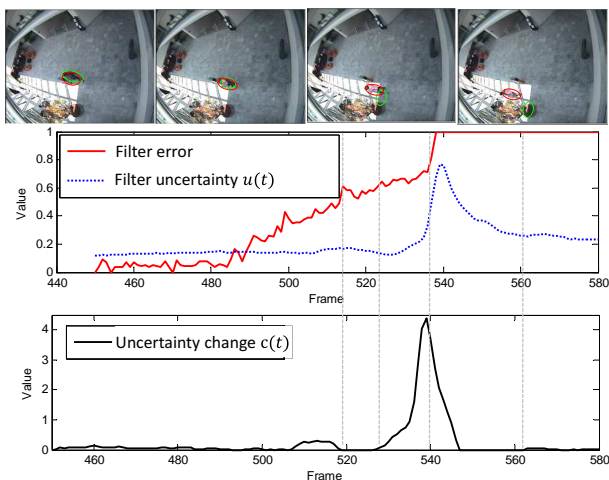 1
0.8
0.6
0.4
0.2
0
Value
Filter error
Filter uncertainty u(t)
440 460 480 500 520 540 560 580
Frame
4
3
2
1
0
Value
Uncertainty change c(t)
460 480 500 520 540 560 580
Frame